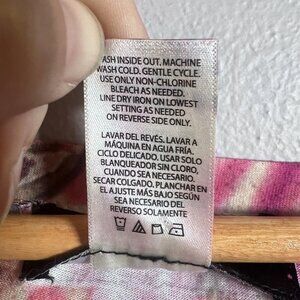 ASH INSIDE OUT. MACHINE
WASH COLD. GENTLE CYCLE.
USE ONLY NON-CHLORINE
BLEACH AS NEEDED.
LINE DRY IRON ON LOWEST
SETTING AS NEEDED
ON REVERSE SIDE ONLY.
LAVAR DEL REVÉS. LAVAR A
MÁQUINA EN AGUA FRÍA.
CICLO DELICADO. USAR SOLO
BLANQUEADOR SIN CLORO.
CUANDO SEA NECESARIO.
SECAR COLGADO. PLANCHAR EN
EL AJUSTE MÁS BAJO SEGÚN
SEA NECESARIO DEL
REVERSO SOLAMENTE